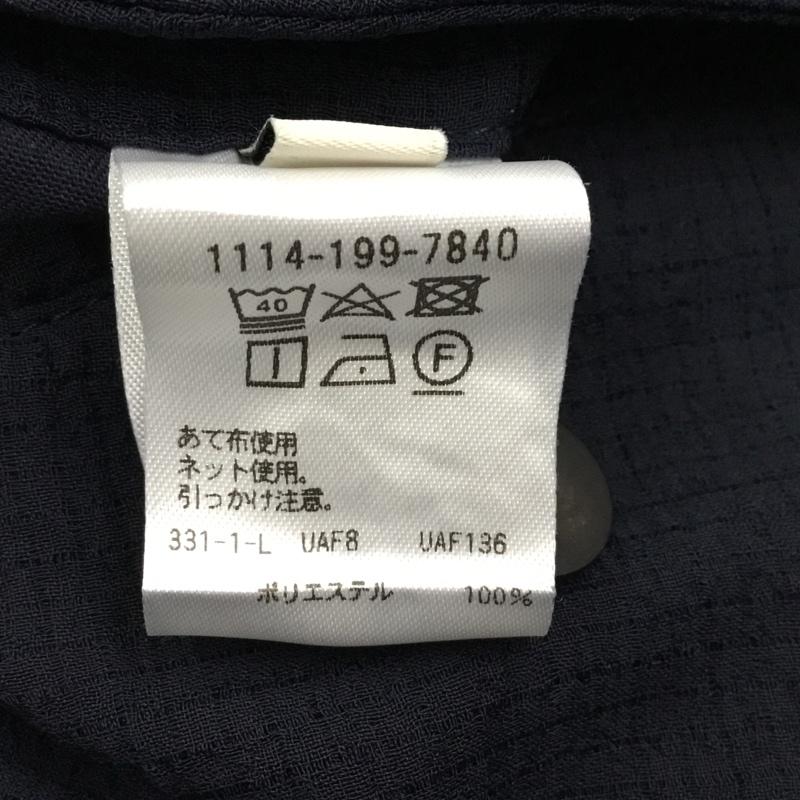 1114-199-7840
40
F
あて布使用
ネット使用。
引っかけ注意。
331-1-L UAF8 UAF136
ポリエステル 100%